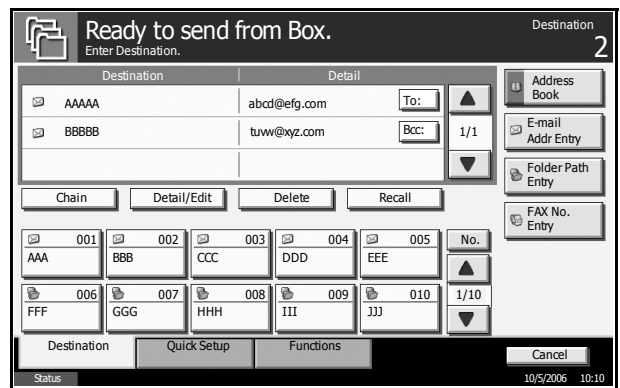 Ready to send from Box.
Enter Destination.
Destination
2
Destination Detail
AAAAA abcd@efg.com To:
BBBBB tuvw@xyz.com Bcc:
1/1
Chain Detail/Edit Delete Recall
Address
Book
E-mail
Addr Entry
Folder Path
Entry
FAX No.
Entry
001 002 003 004 005 No.
AAA BBB CCC DDD EEE
006 007 008 009 010 1/10
FFF GGG HHH III JJJ
Destination Quick Setup Functions
Cancel
Status 10/5/2006 10:10